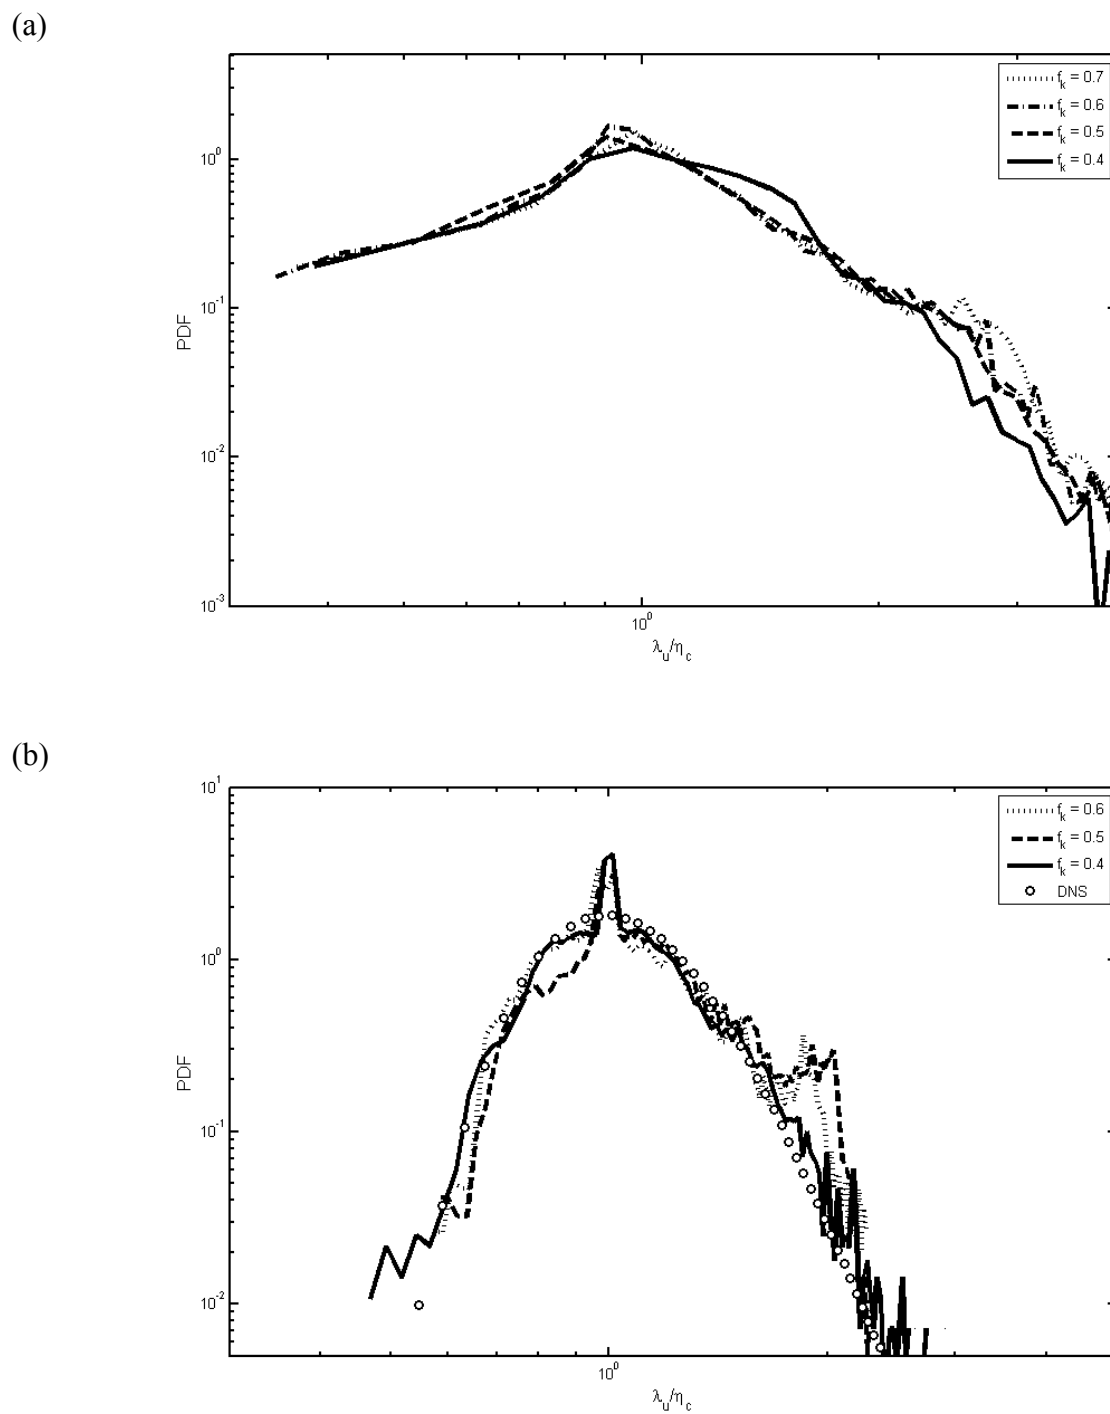 (a)
f_k = 0.7
f_k = 0.6
f_k = 0.5
f_k = 0.4
10^0
10^-1
10^-2
10^-3
PDF
10^0
λ_u/η_c
(b)
10^1
f_k = 0.6
f_k = 0.5
f_k = 0.4
DNS
10^0
10^-1
10^-2
PDF
10^0
λ_u/η_c